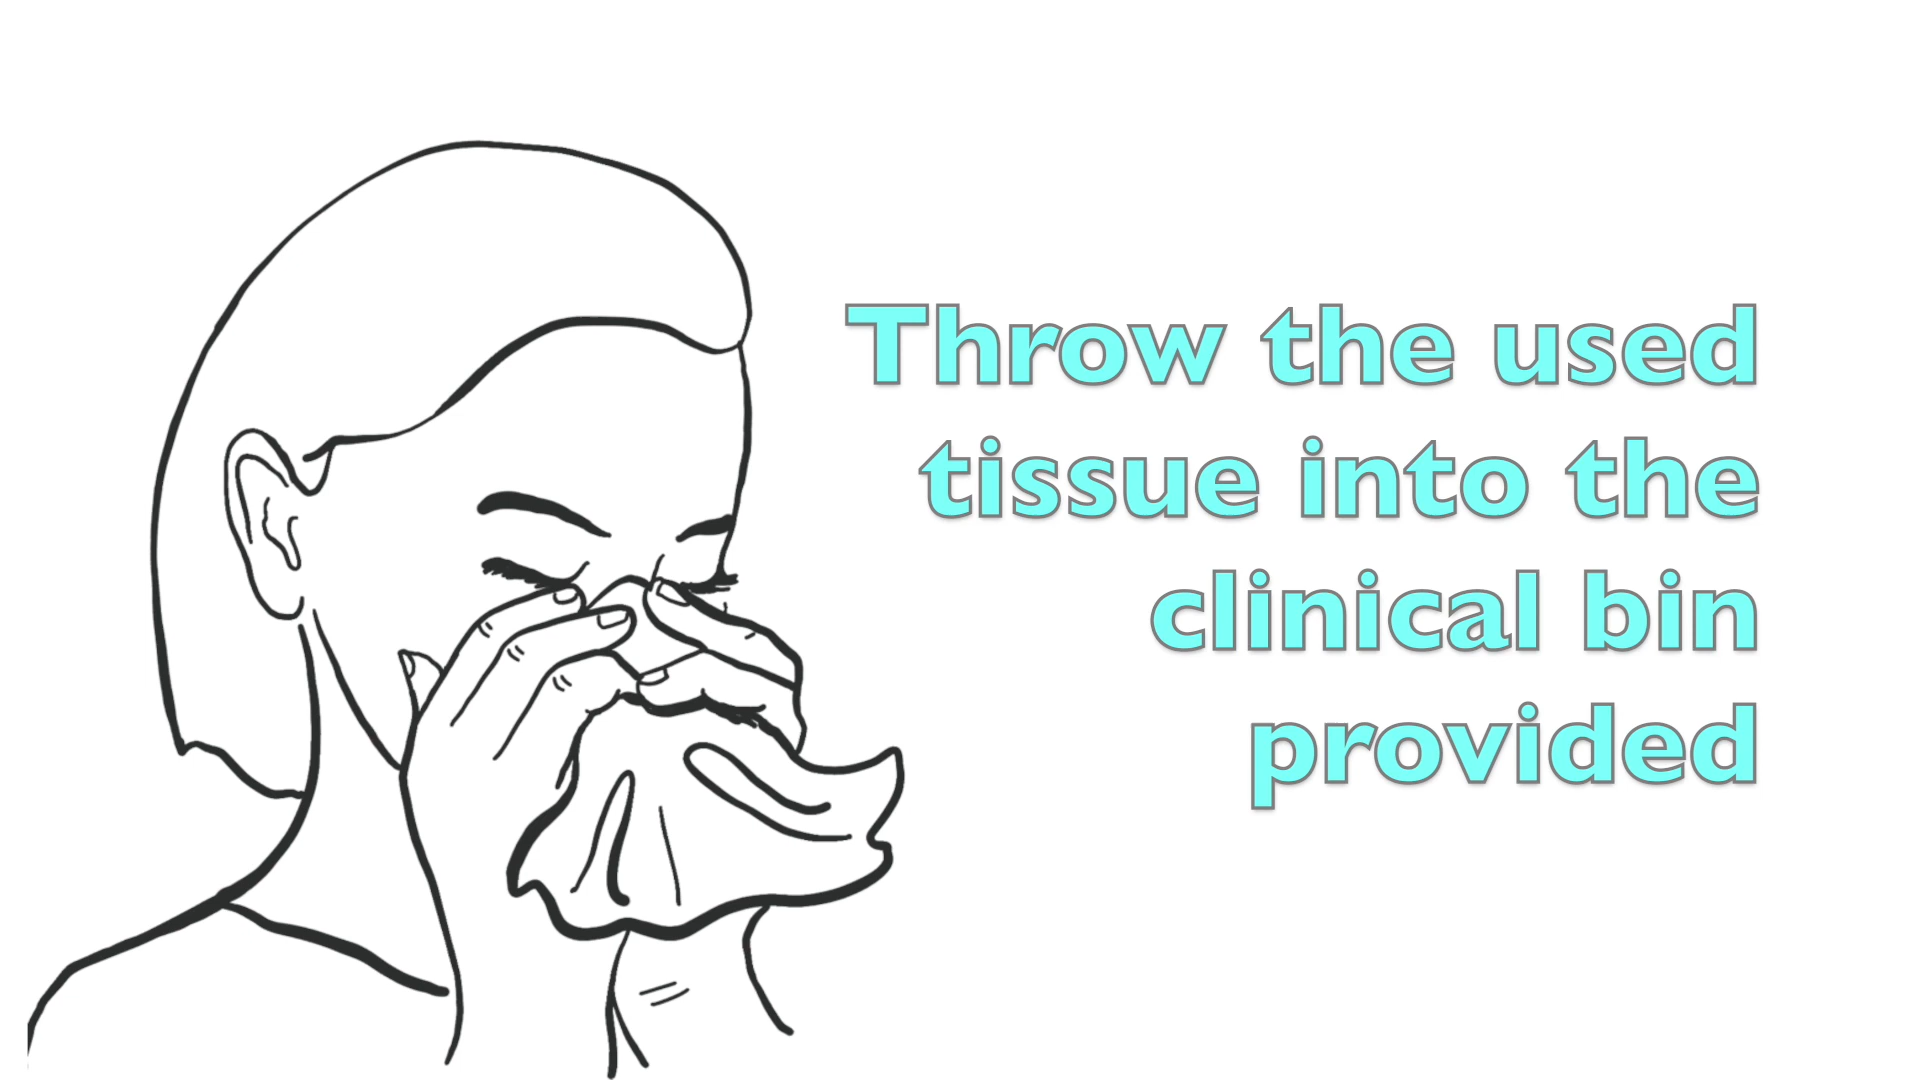 Throw the used
tissue into the
clinical bin
provided